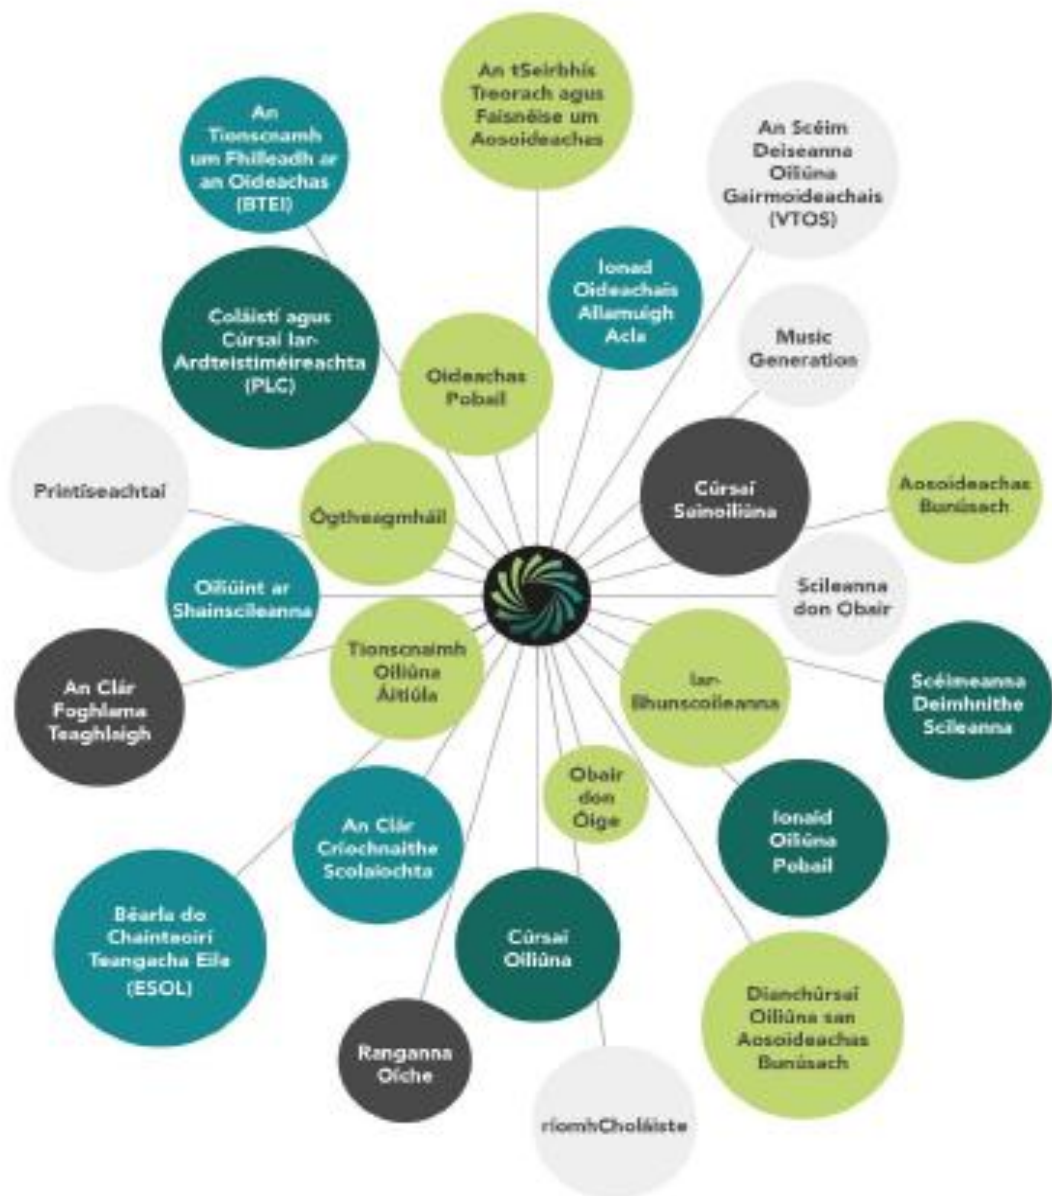 An tSeirbhís
Treorach agus
Faisnéise um
Aosoideachas
An
Tionscnamh
um Fhilleadh ar
an Oideachas
(BTEI)
An Scéim
Deiseanna
Oiliúna
Gairmoideachais
(VTOS)
Ionad
Oideachais
Allamuigh
Acla
Coláistí agus
Cúrsaí Iar-
Ardteistiméireachta
(PLC)
Music
Generation
Oideachas
Pobail
Printíseachtaí
Cúrsaí
Sainoiliúna
Aosoideachas
Bunúsach
Ógtheagmháil
Oiliúint ar
Shainscileanna
Scileanna
don Obair
Tionscnaimh
Oiliúna
Áitiúla
Iar-
Bhunscoileanna
An Clár
Foghlama
Teaghlaigh
Scéimeanna
Deimhnithe
Scileanna
Obair
don
Óige
An Clár
Críochnaithe
Scolaíochta
Ionaid
Oiliúna
Pobail
Béarla do
Chainteoirí
Teangacha Eile
(ESOL)
Cúrsaí
Oiliúna
Dianchúrsaí
Oiliúna san
Aosoideachas
Bunúsach
Ranganna
Oíche
ríomhCholáiste